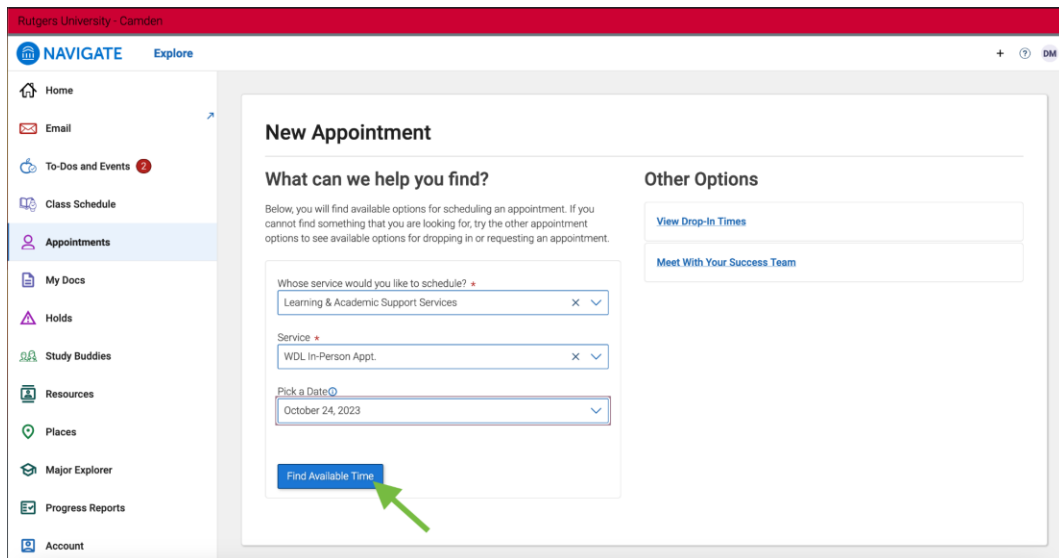 Rutgers University - Camden
NAVIGATE
Explore
+
?
DM
Home
Email
To-Dos and Events 2
Class Schedule
Appointments
My Docs
Holds
Study Buddies
Resources
Places
Major Explorer
Progress Reports
Account
New Appointment
What can we help you find?
Below, you will find available options for scheduling an appointment. If you
cannot find something that you are looking for, try the other appointment
options to see available options for dropping in or requesting an appointment.
Whose service would you like to schedule? *
Learning & Academic Support Services
Service *
WDL In-Person Appt.
Pick a Date
October 24, 2023
Find Available Time
Other Options
View Drop-In Times
Meet With Your Success Team